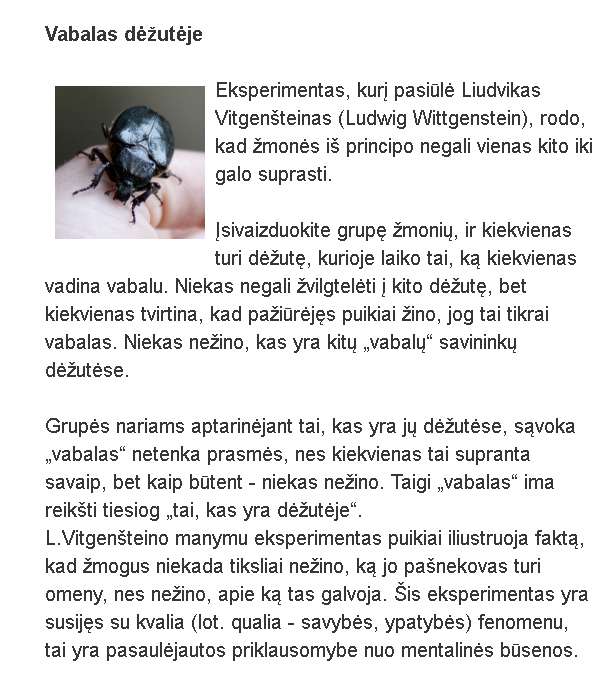 Vabalas dėžutėje
Eksperimentas, kurį pasiūlė Liudvikas
Vitgenšteinas (Ludwig Wittgenstein), rodo,
kad žmonės iš principo negali vienas kito iki
galo suprasti.
Įsivaizduokite grupę žmonių, ir kiekvienas
turi dėžutę, kurioje laiko tai, ką kiekvienas
vadina vabalu. Niekas negali žvilgtelėti į kito dėžutę, bet
kiekvienas tvirtina, kad pažiūrėjęs puikiai žino, jog tai tikrai
vabalas. Niekas nežino, kas yra kitų „vabalų“ savininkų
dėžutėse.
Grupės nariams aptarinėjant tai, kas yra jų dėžutėse, sąvoka
„vabalas“ netenka prasmės, nes kiekvienas tai supranta
savaip, bet kaip būtent - niekas nežino. Taigi „vabalas“ ima
reikšti tiesiog „tai, kas yra dėžutėje“.
L.Vitgenšteino manymu eksperimentas puikiai iliustruoja faktą,
kad žmogus niekada tiksliai nežino, ką jo pašnekovas turi
omeny, nes nežino, apie ką tas galvoja. Šis eksperimentas yra
susijęs su kvalia (lot. qualia - savybės, ypatybės) fenomenu,
tai yra pasaulėjautos priklausomybe nuo mentalinės būsenos.